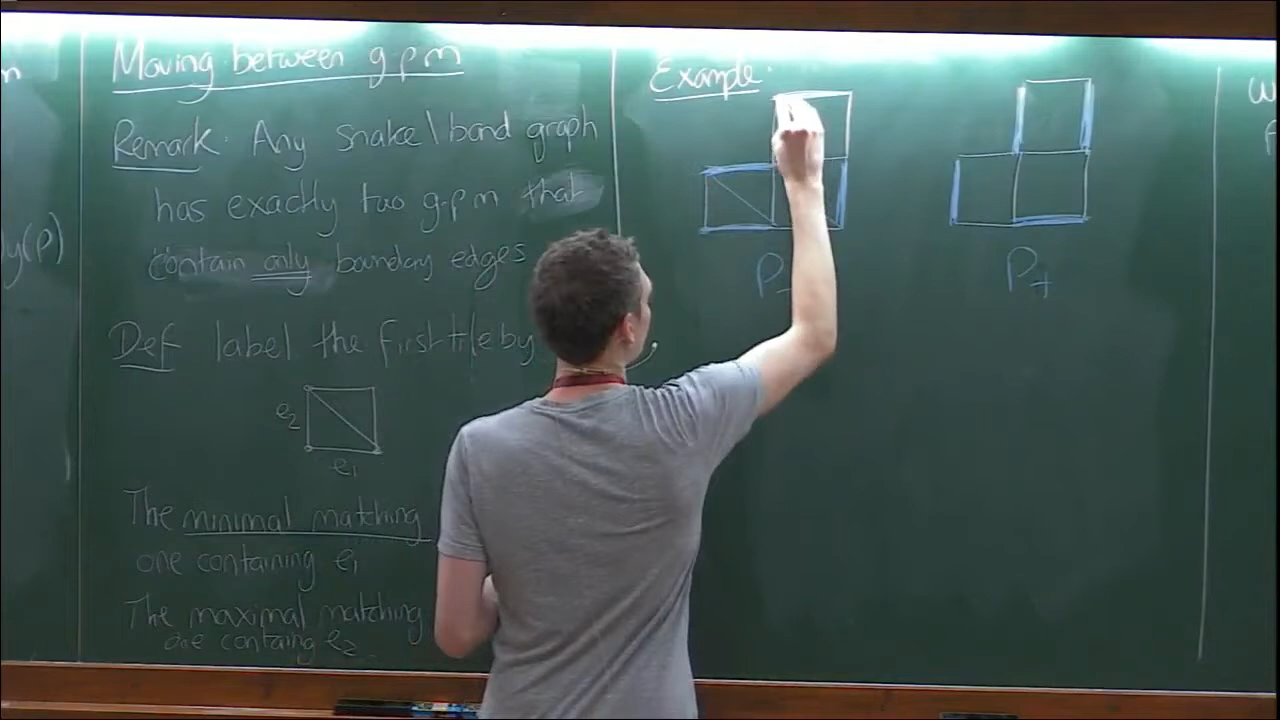 m
y(P)
Moving between g.p.m
Remark: Any snake/band graph
has exactly two g.p.m that
contain only boundary edges
Def label the first tile by
e2
e1
The minimal matching
one containing e1
The maximal matching
one containg e2
Example:
P-
P+
w